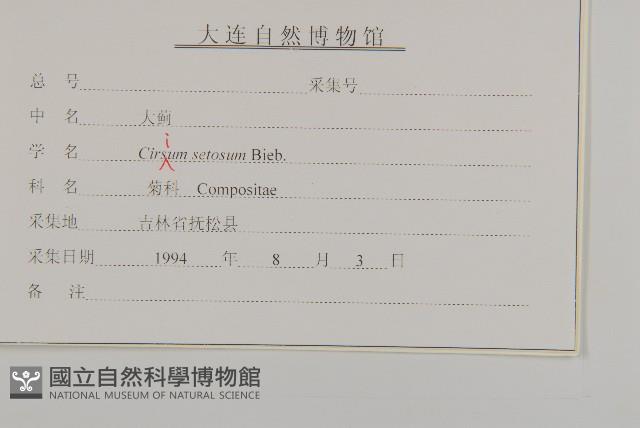 大连自然博物馆
总 号 采集号
中 名 大蓟
i
学 名 Cirsum setosum Bieb.
科 名 菊科 Compositae
采集地 吉林省抚松县
采集日期 1994 年 8 月 3 日
备 注
國立自然科學博物館
NATIONAL MUSEUM OF NATURAL SCIENCE